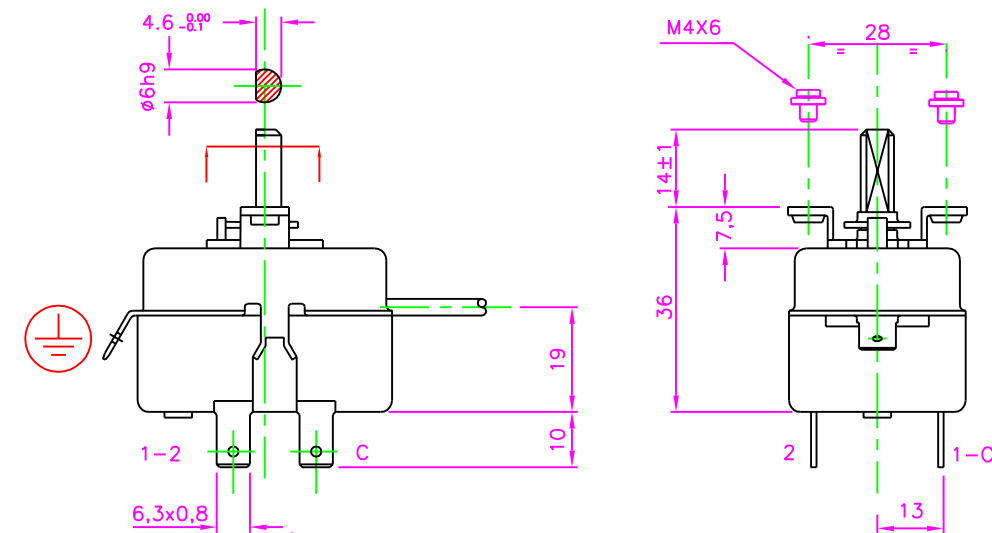 4.6 0.00 -0.1
ø6h9
1-2
C
6,3x0,8
19
10
M4X6
28
= =
14±1
7,5
36
2
1-C
13